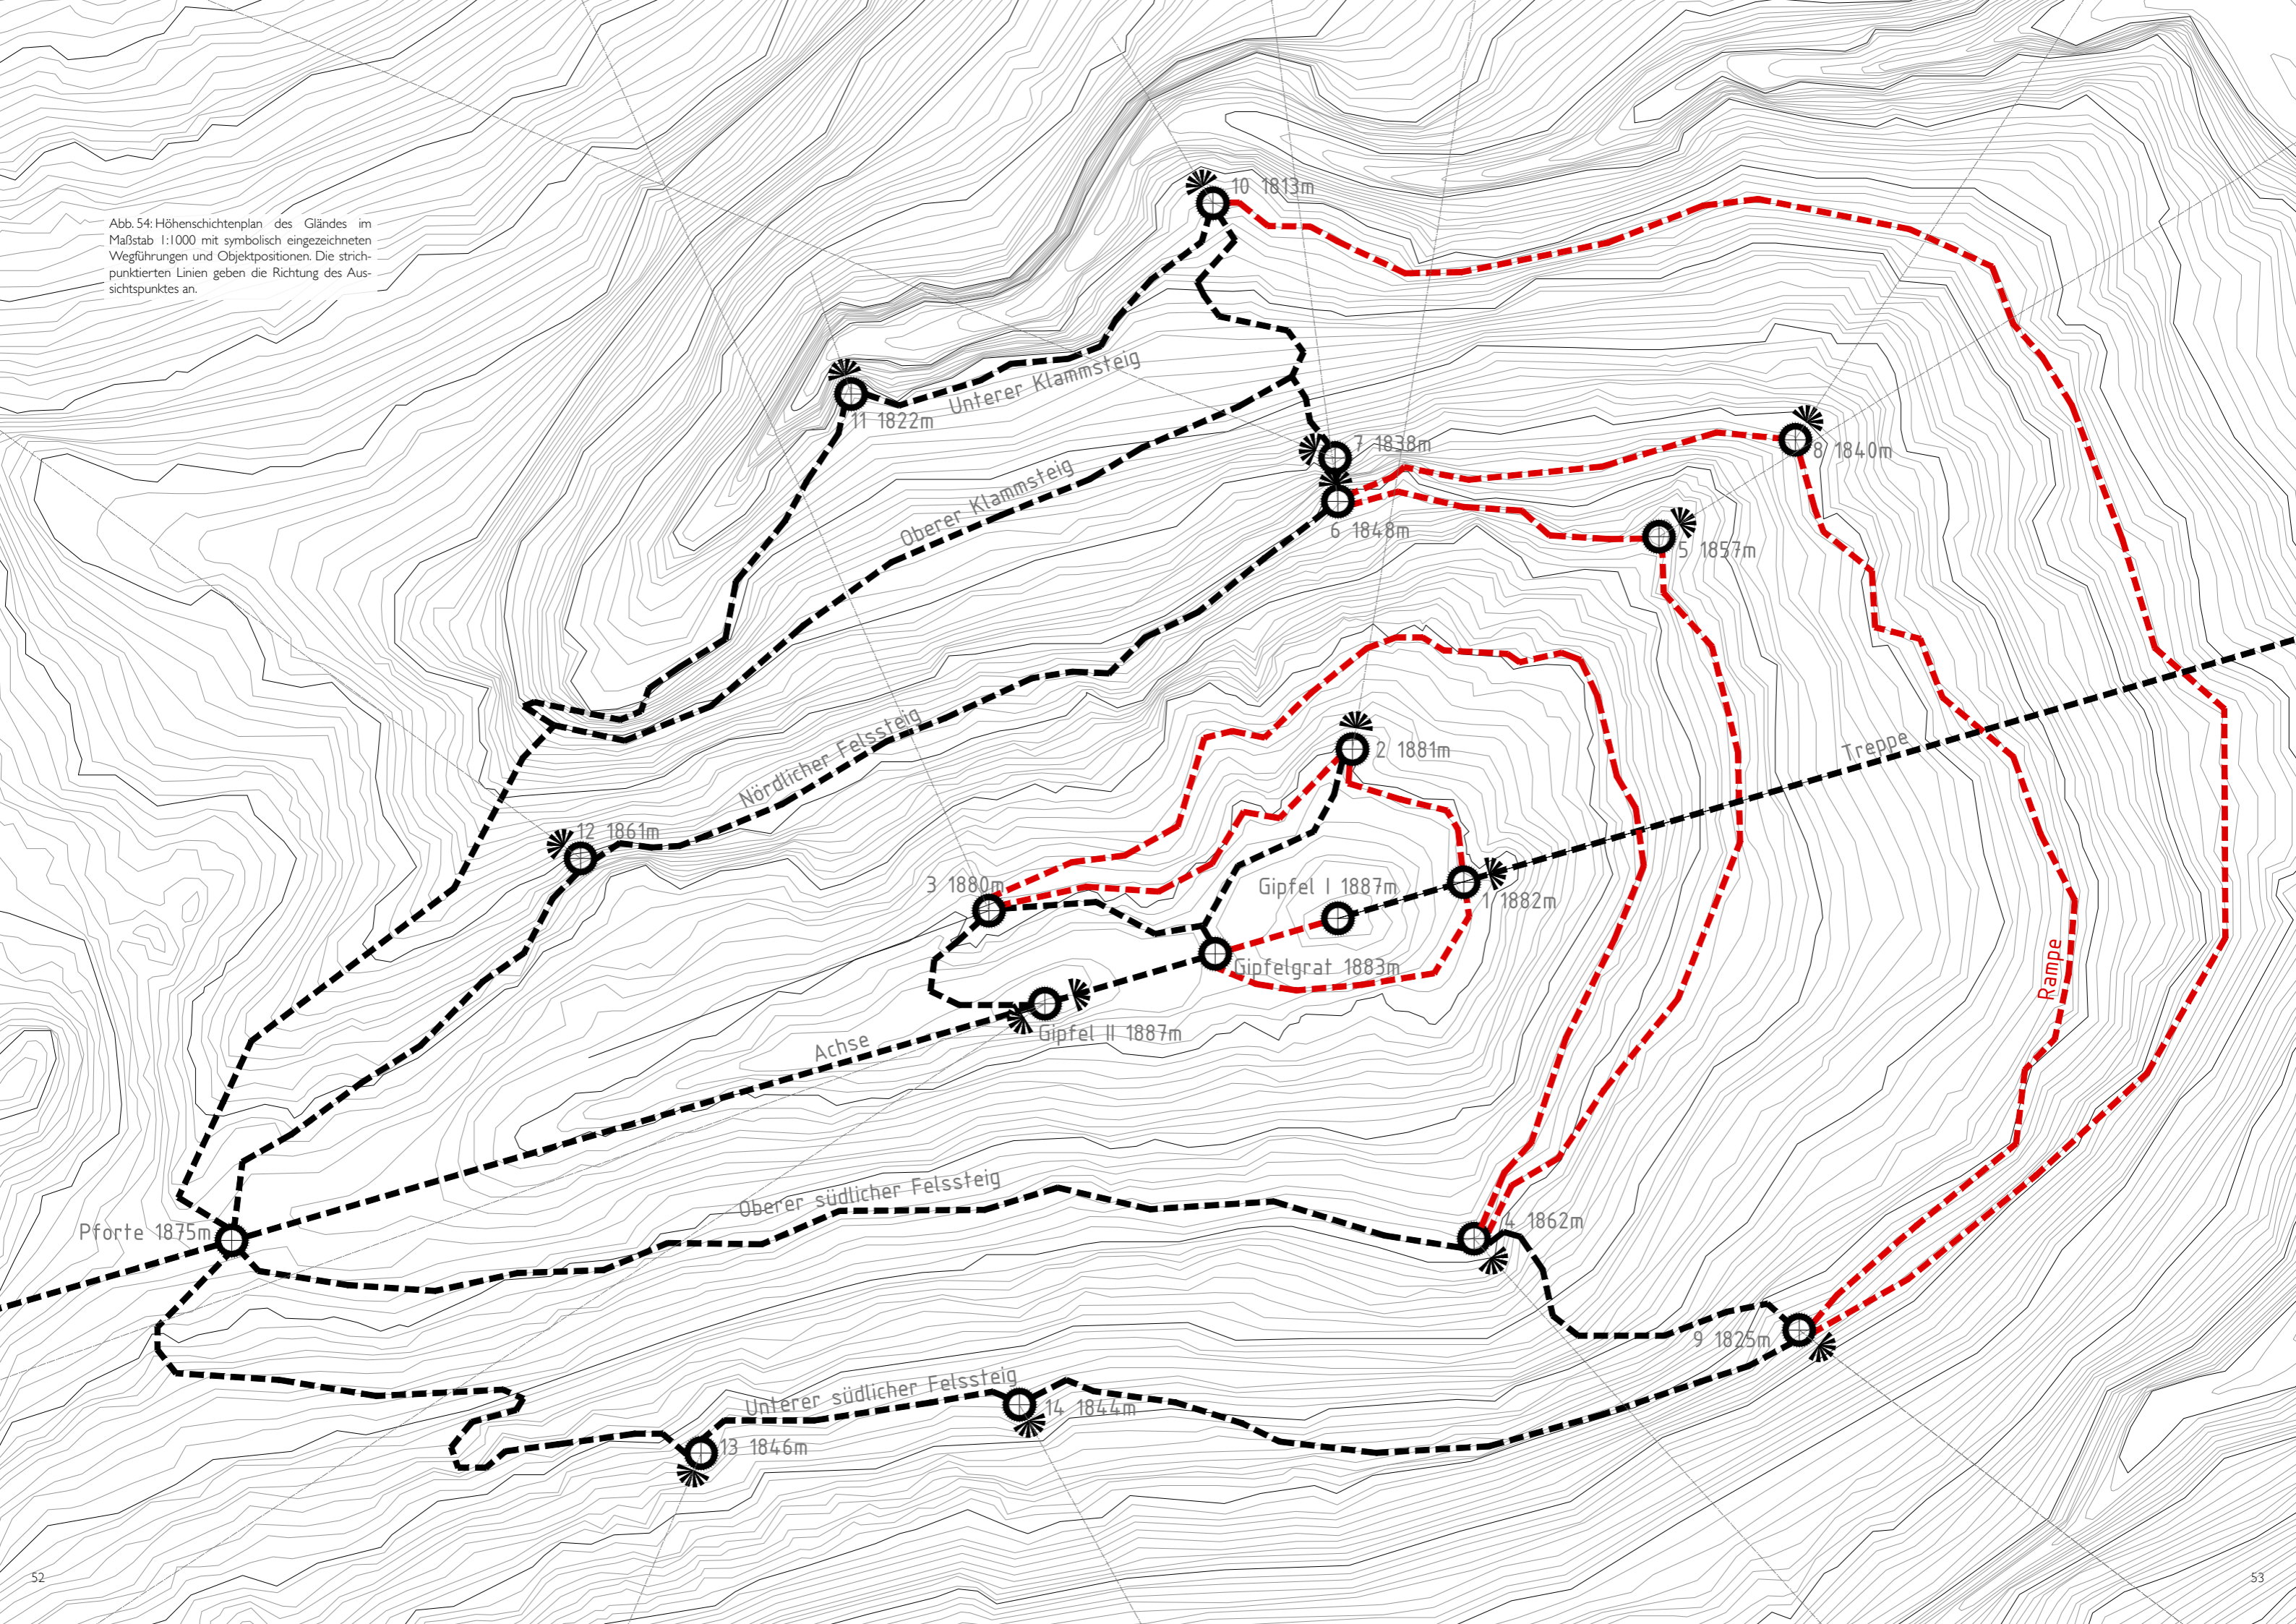 Abb. 54: Höhenschichtenplan des Gländes im
Maßstab 1:1000 mit symbolisch eingezeichneten
Wegführungen und Objektpositionen. Die strich-
punktierten Linien geben die Richtung des Aus-
sichtspunktes an.
10 1813m
11 1822m
Unterer Klammsteig
Oberer Klammsteig
7 1838m
6 1848m
8 1840m
5 1857m
Nördlicher Felssteig
12 1861m
2 1881m
Treppe
3 1880m
Gipfel I 1887m
1 1882m
Gipfelgrat 1883m
Rampe
Gipfel II 1887m
Achse
Oberer südlicher Felssteig
Pforte 1875m
4 1862m
9 1825m
Unterer südlicher Felssteig
14 1844m
13 1846m
52
53